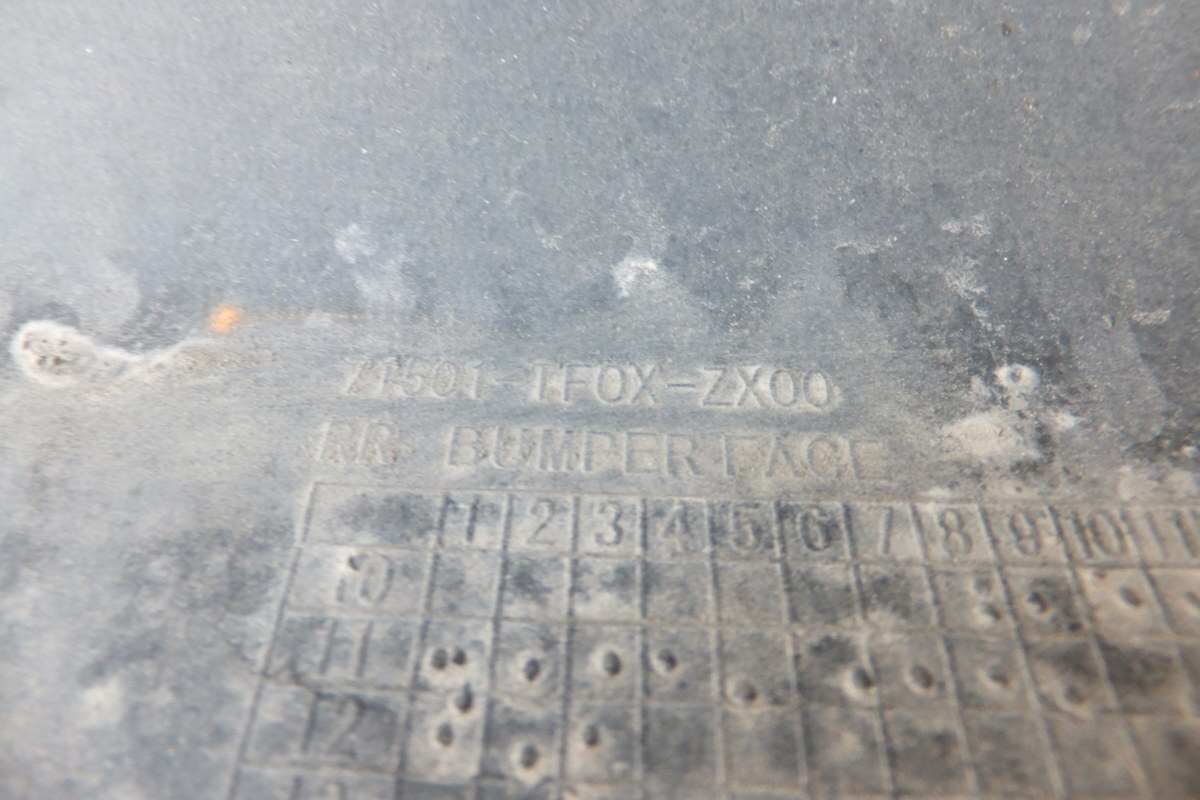 71501-TF0X-ZX00
RR BUMPER FACE
1 2 3 4 5 6 7 8 9 10 11
10
11
12